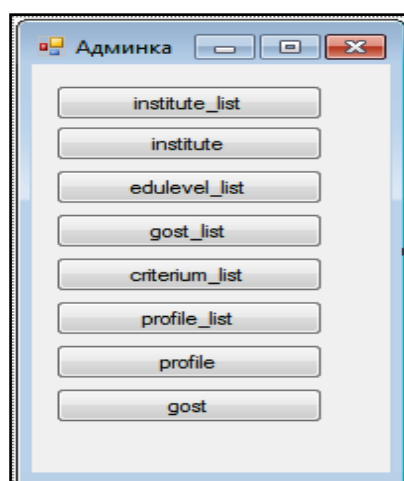 Админка
institute_list
institute
edulevel_list
gost_list
criterium_list
profile_list
profile
gost